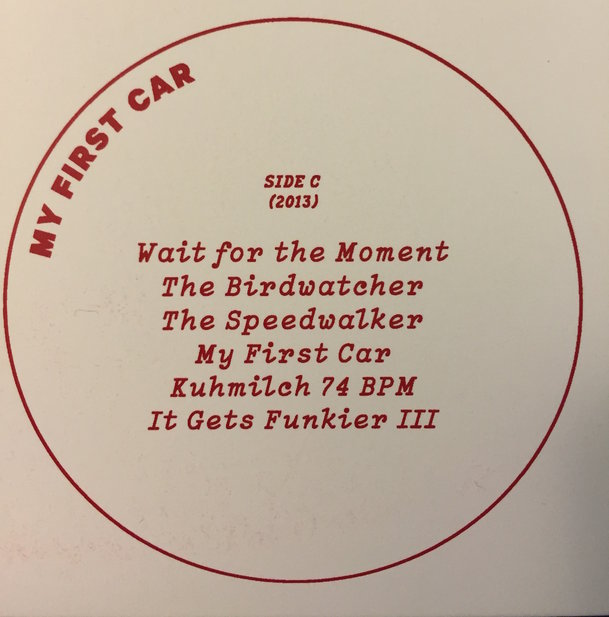 MY FIRST CAR
SIDE C
(2013)
Wait for the Moment
The Birdwatcher
The Speedwalker
My First Car
Kuhmilch 74 BPM
It Gets Funkier III